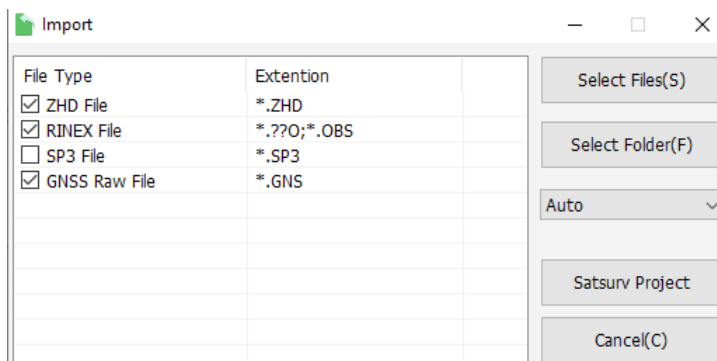 Import
File Type Extention
ZHD File *.ZHD
RINEX File *.??O;*.OBS
SP3 File *.SP3
GNSS Raw File *.GNS
Select Files(S)
Select Folder(F)
Auto
Satsurv Project
Cancel(C)